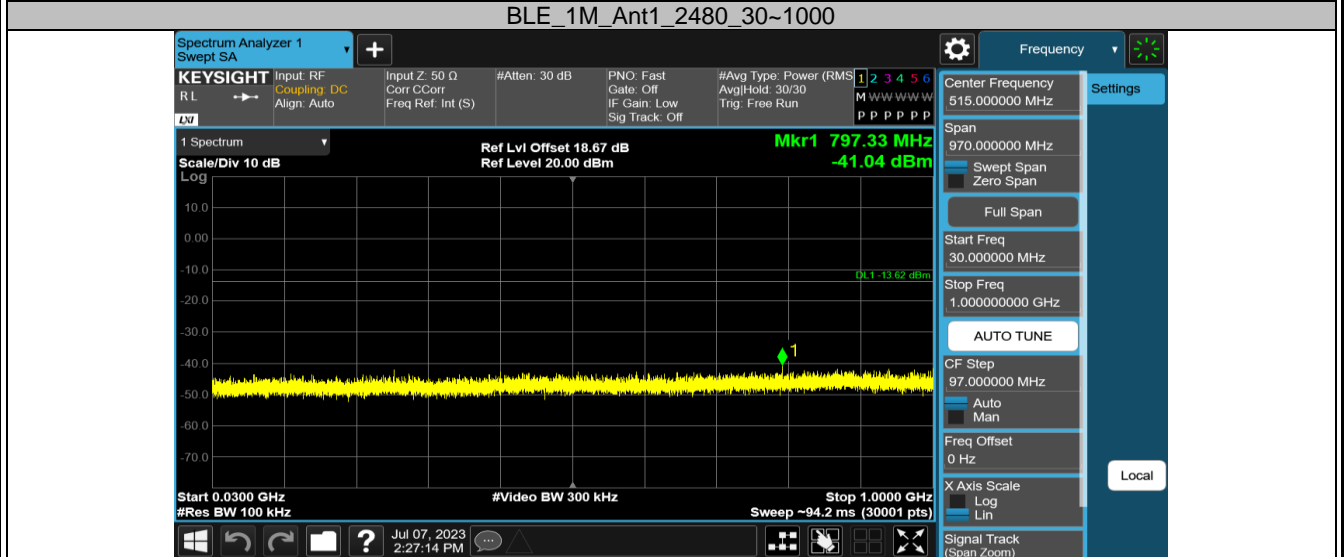 BLE_1M_Ant1_2480_30~1000
Spectrum Analyzer 1
Swept SA
+
Frequency
KEYSIGHT
RL
LXI
Input: RF
Coupling: DC
Align: Auto
Input Z: 50 Ω
Corr CCorr
Freq Ref: Int (S)
#Atten: 30 dB
PNO: Fast
Gate: Off
IF Gain: Low
Sig Track: Off
#Avg Type: Power (RMS
Avg|Hold: 30/30
Trig: Free Run
1 2 3 4 5 6
M W W W W W
P P P P P P
1 Spectrum
Scale/Div 10 dB
Log
Ref Lvl Offset 18.67 dB
Ref Level 20.00 dBm
Mkr1 797.33 MHz
-41.04 dBm
10.0
0.00
-10.0
DL1 -13.62 dBm
-20.0
-30.0
1
-40.0
-50.0
-60.0
-70.0
Start 0.0300 GHz
#Res BW 100 kHz
#Video BW 300 kHz
Stop 1.0000 GHz
Sweep ~94.2 ms (30001 pts)
Center Frequency
515.000000 MHz
Span
970.000000 MHz
Swept Span
Zero Span
Full Span
Start Freq
30.000000 MHz
Stop Freq
1.000000000 GHz
AUTO TUNE
CF Step
97.000000 MHz
Auto
Man
Freq Offset
0 Hz
X Axis Scale
Log
Lin
Signal Track
(Span Zoom)
Settings
Local
?
Jul 07, 2023
2:27:14 PM